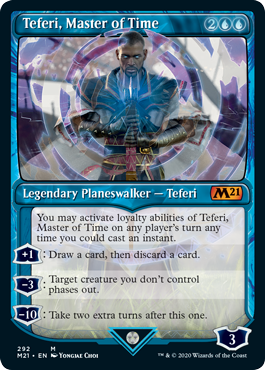 Teferi, Master of Time 2
Legendary Planeswalker — Teferi M21
You may activate loyalty abilities of Teferi,
Master of Time on any player's turn any
time you could cast an instant.
+1 : Draw a card, then discard a card.
-3 : Target creature you don't control
phases out.
-10 : Take two extra turns after this one.
3
292 M
M21 • EN Yongjae Choi ™ & © 2020 Wizards of the Coast